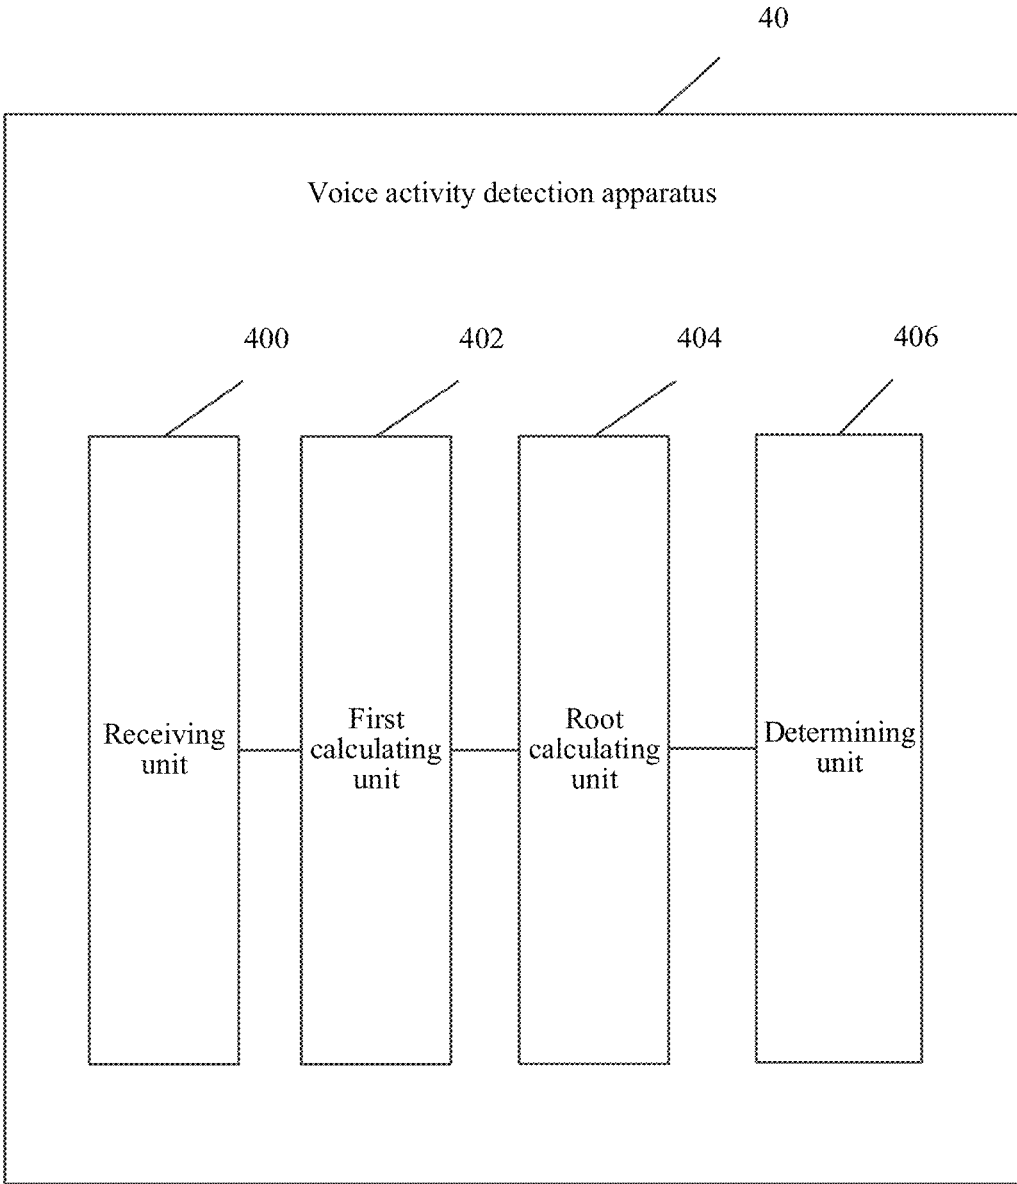 40
Voice activity detection apparatus
400
402
404
406
Receiving
unit
First
calculating
unit
Root
calculating
unit
Determining
unit